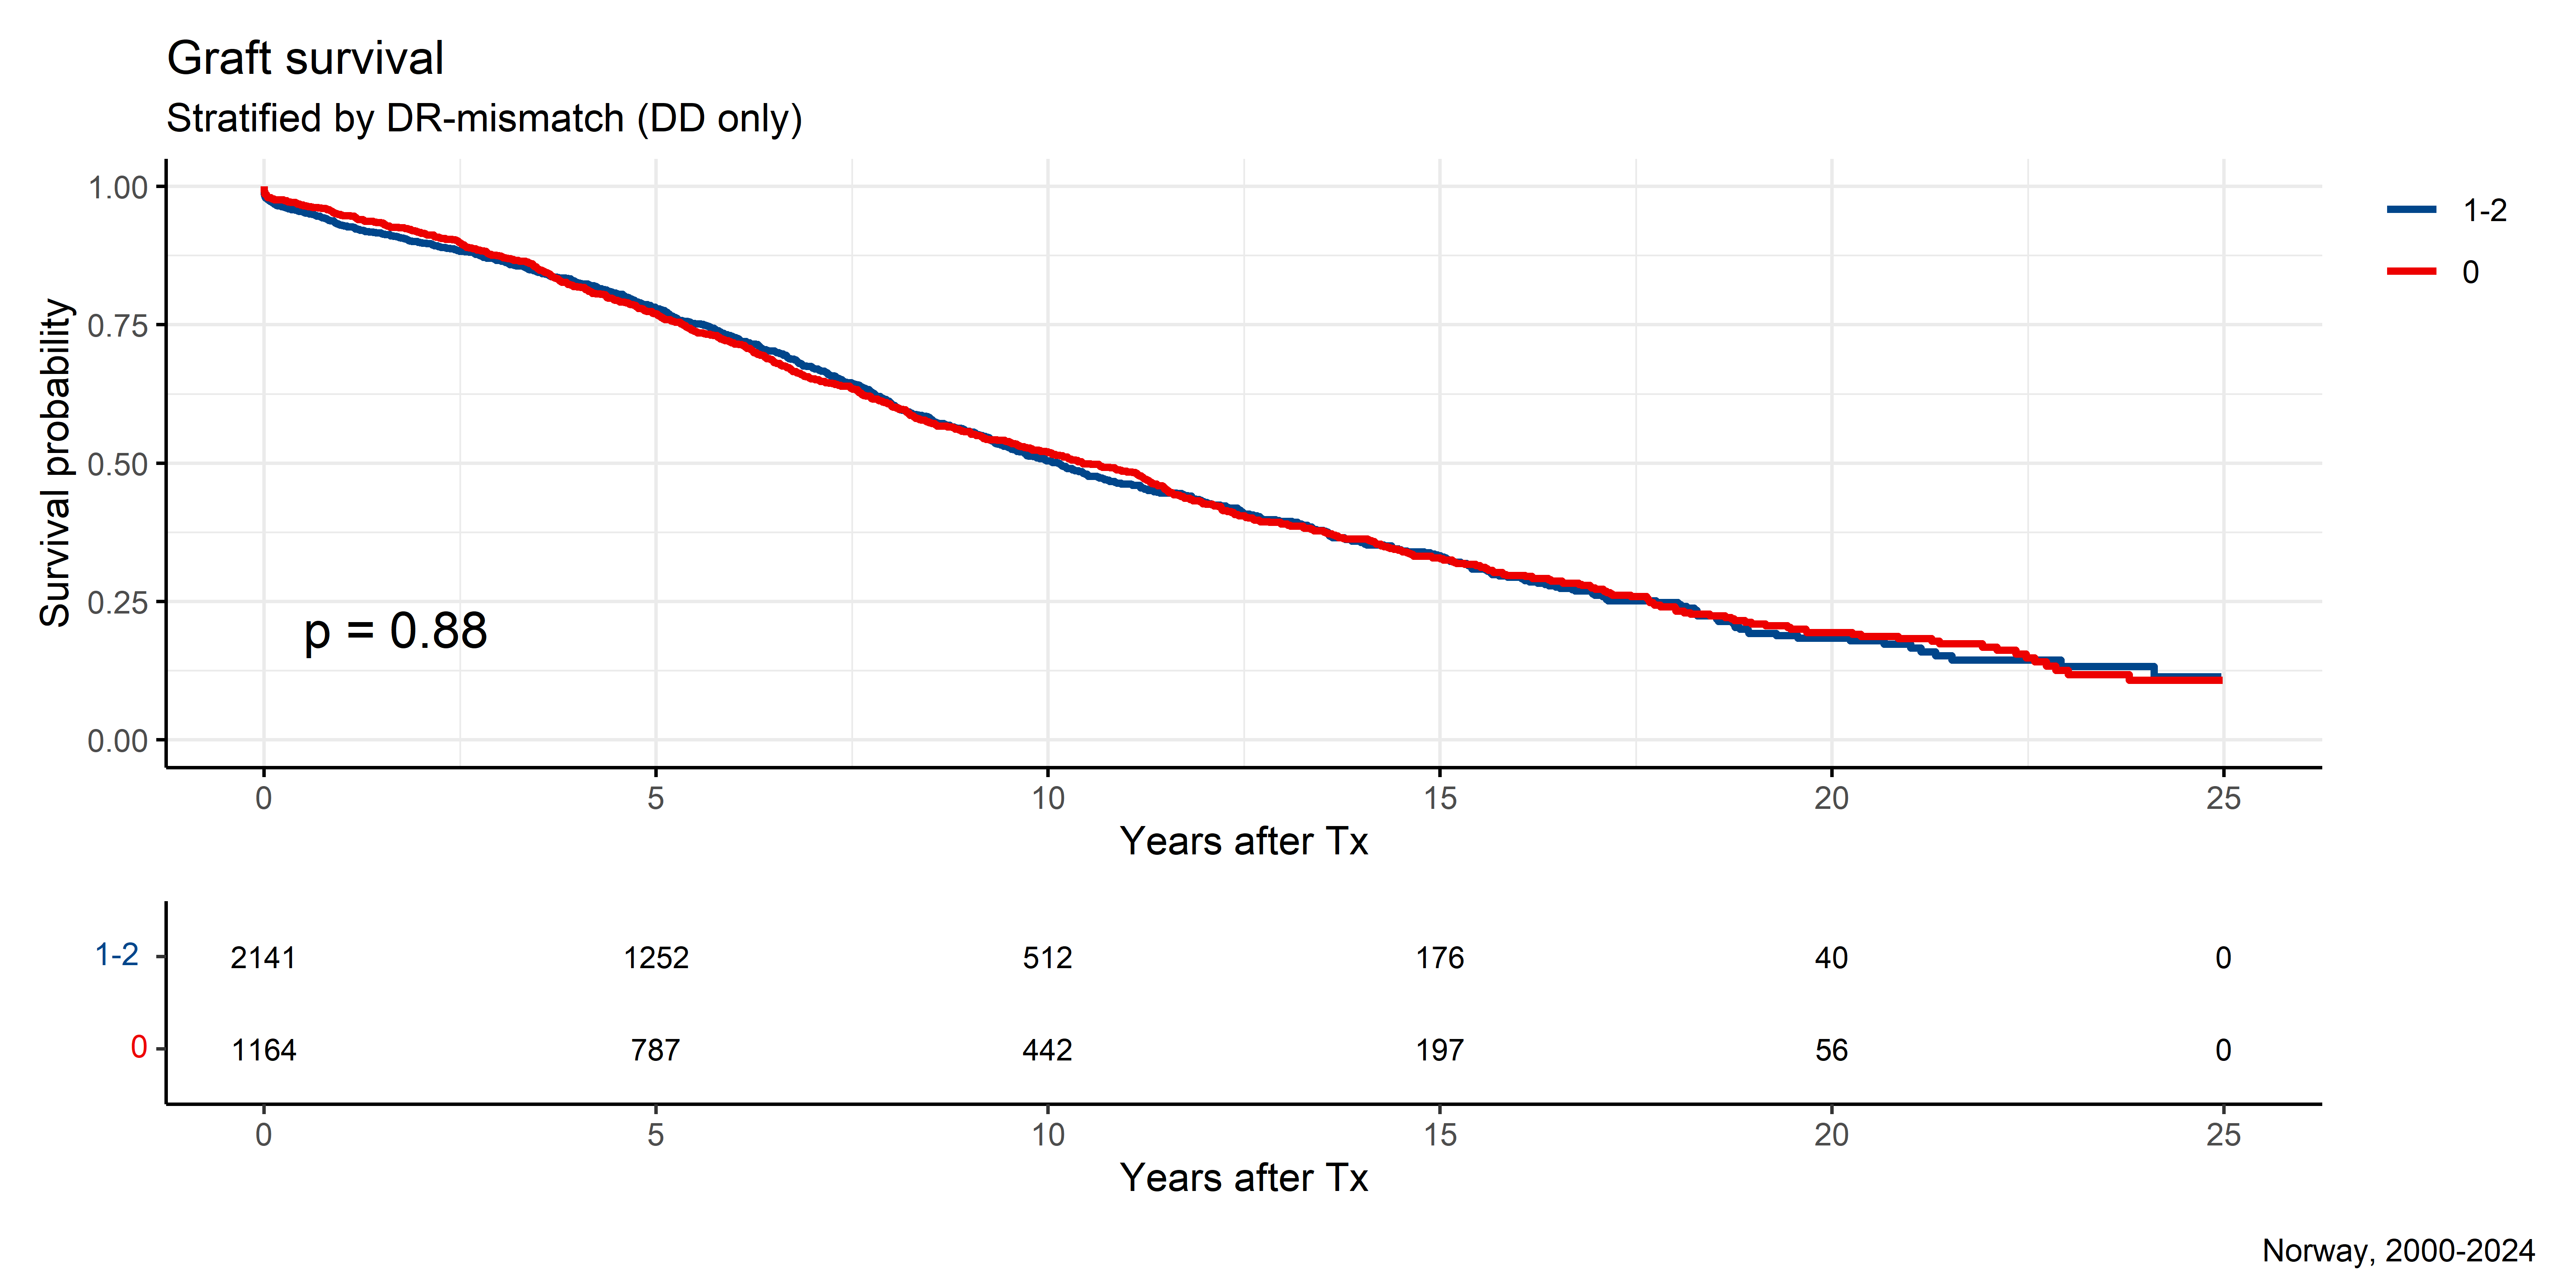 Graft survival
Stratified by DR-mismatch (DD only)
1.00
0.75
0.50
0.25
0.00
Survival probability
p = 0.88
1-2
0
0 5 10 15 20 25
Years after Tx
1-2 2141 1252 512 176 40 0
0 1164 787 442 197 56 0
0 5 10 15 20 25
Years after Tx
Norway, 2000-2024